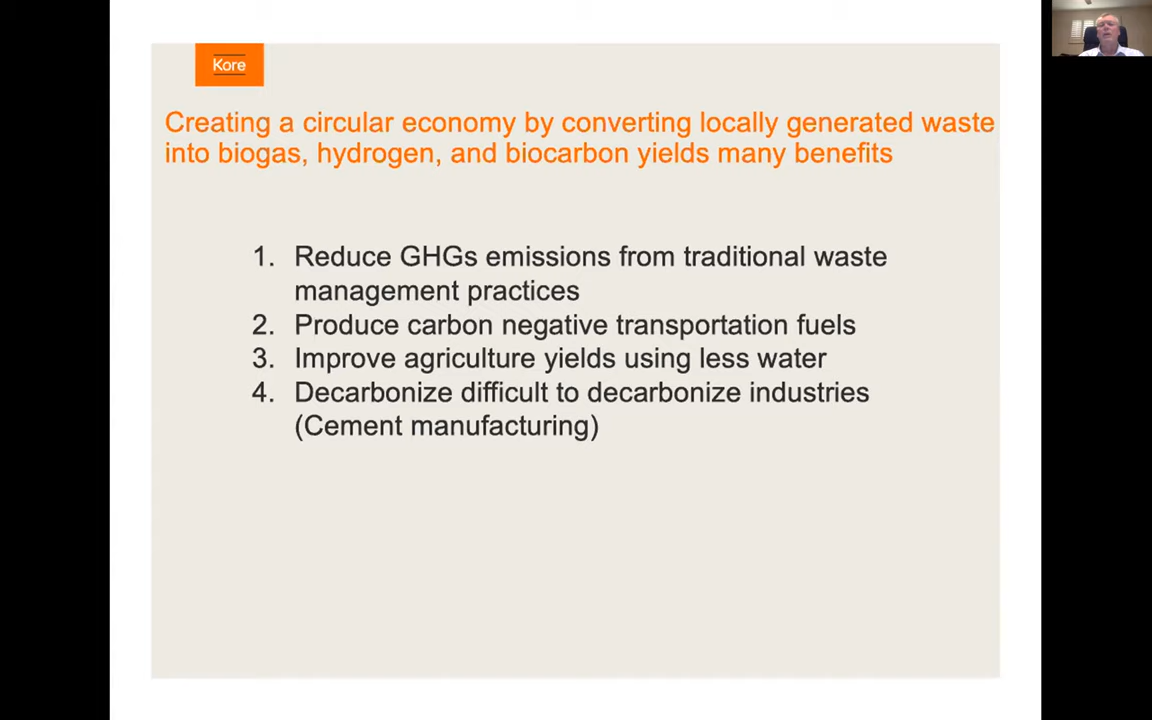 Kore
Creating a circular economy by converting locally generated waste
into biogas, hydrogen, and biocarbon yields many benefits
1. Reduce GHGs emissions from traditional waste
management practices
2. Produce carbon negative transportation fuels
3. Improve agriculture yields using less water
4. Decarbonize difficult to decarbonize industries
(Cement manufacturing)